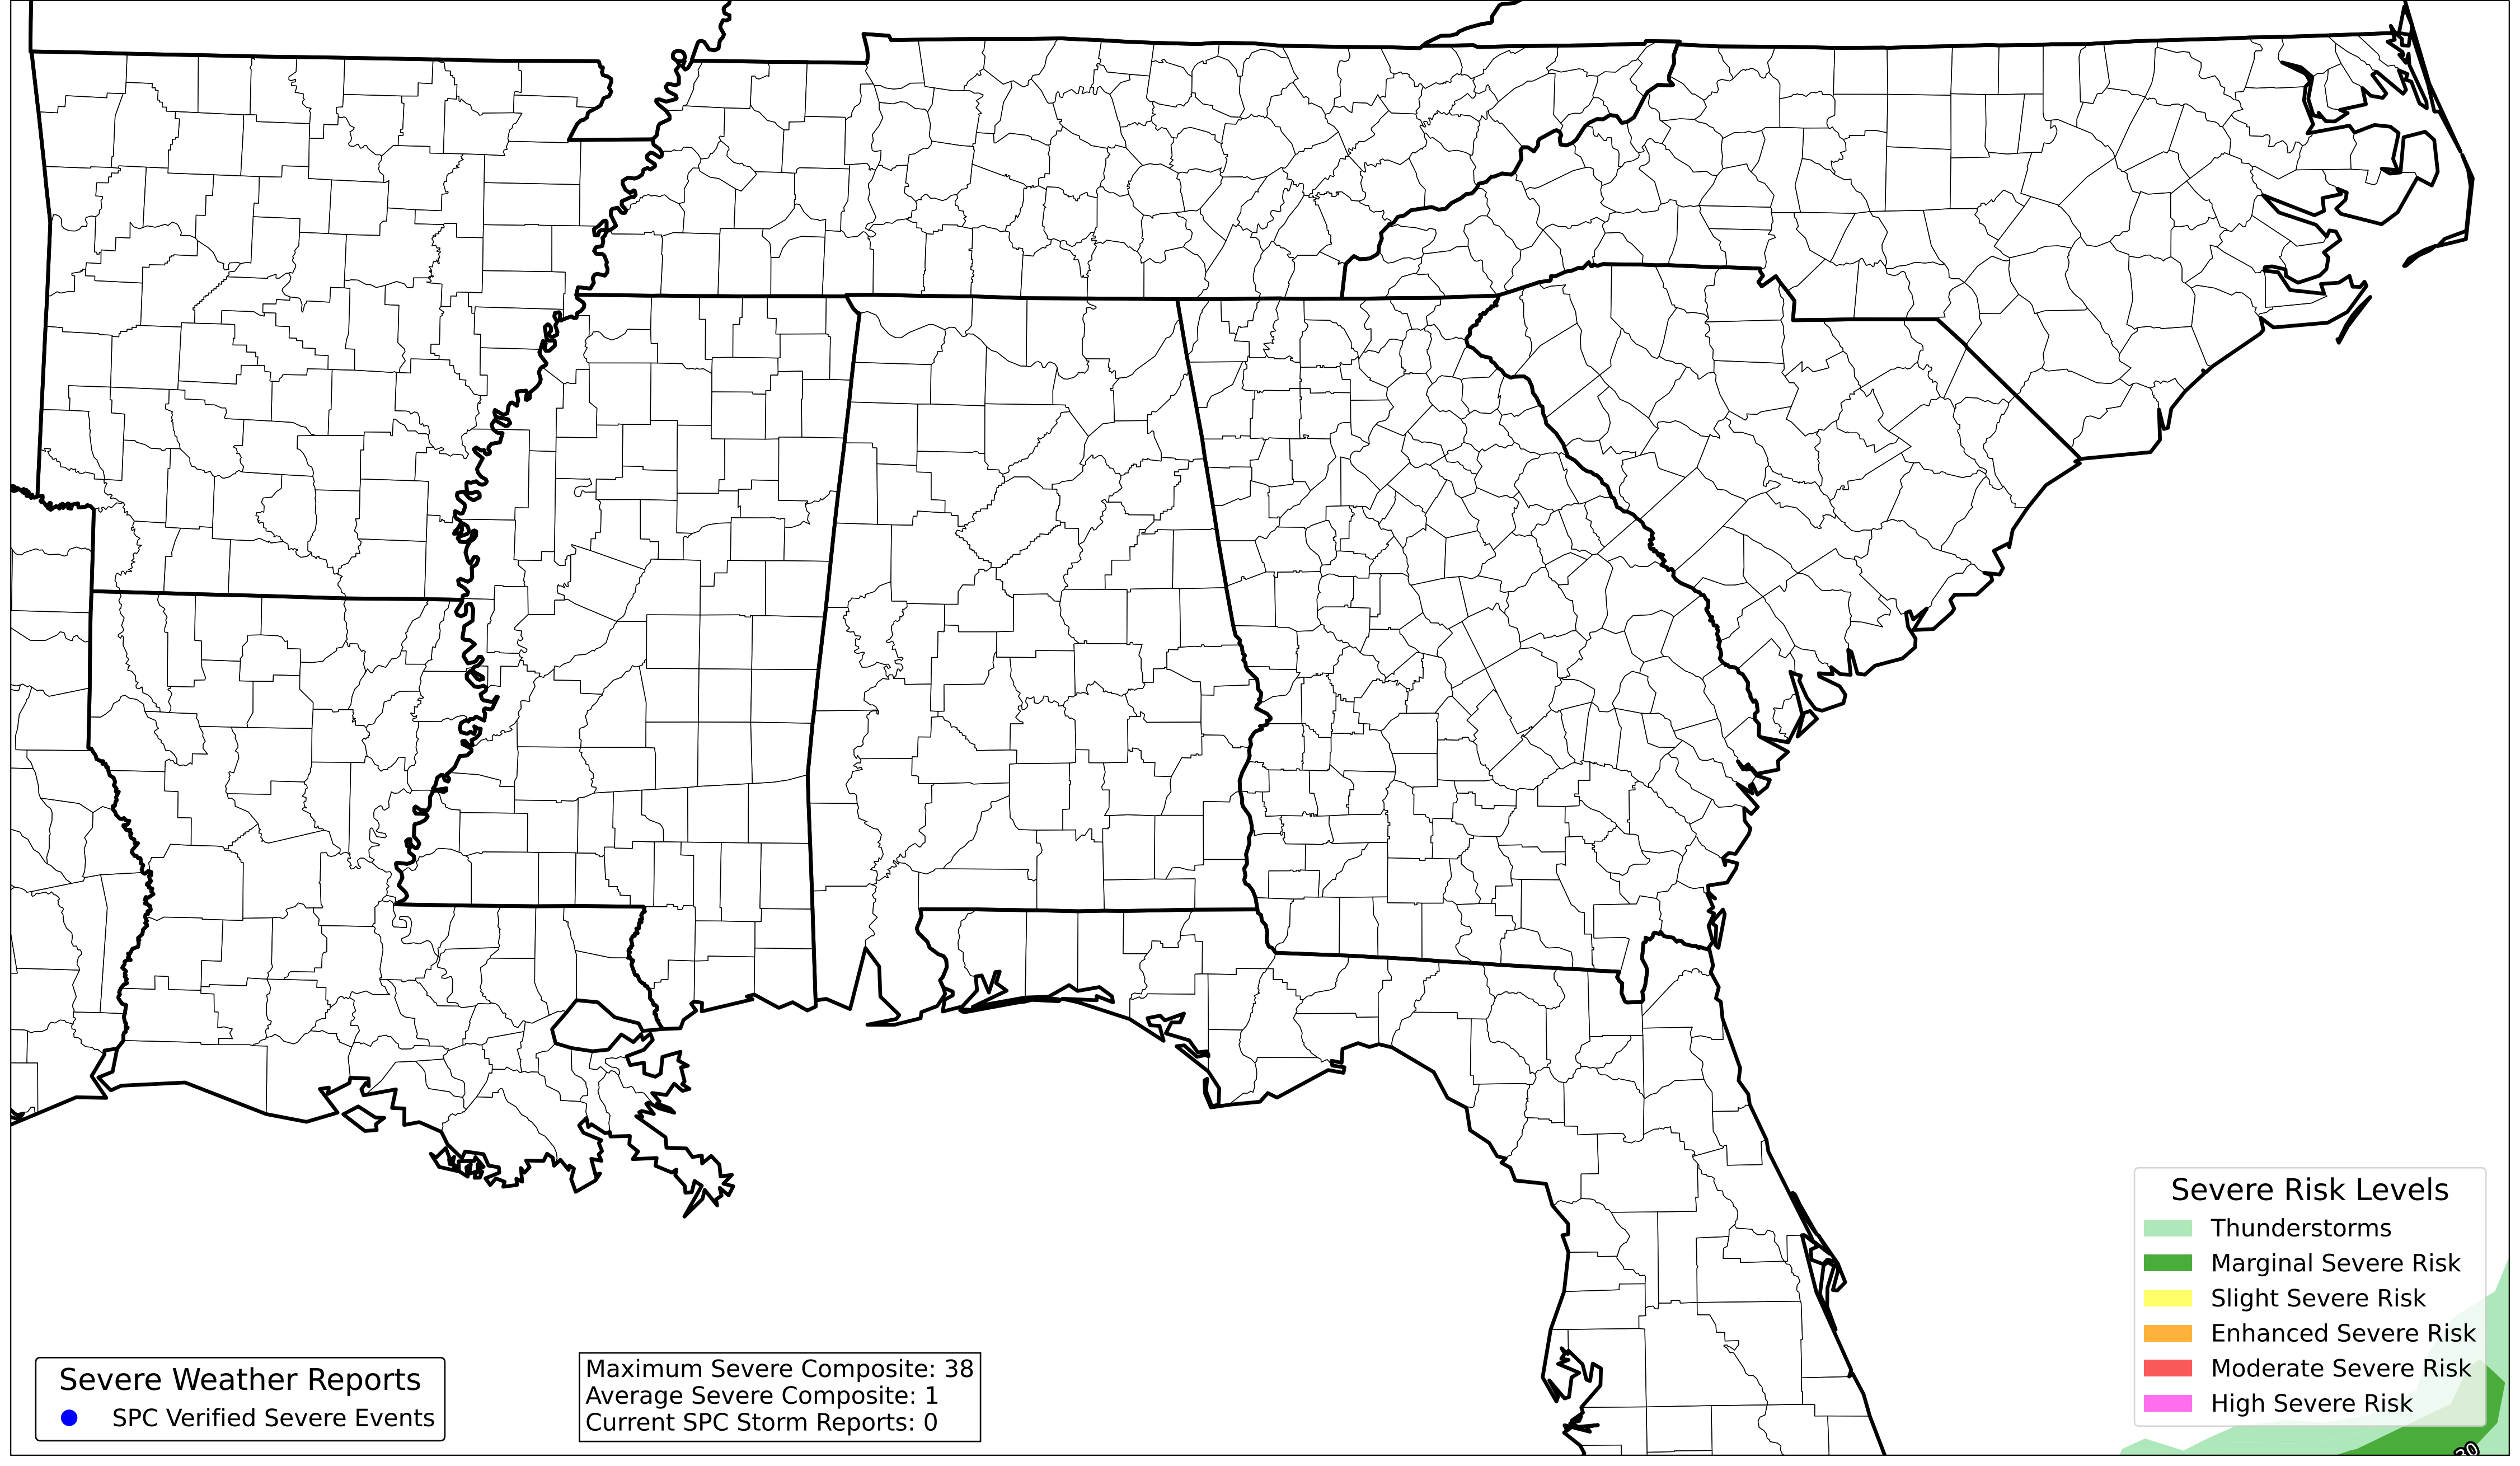 Severe Risk Levels
Thunderstorms
Marginal Severe Risk
Slight Severe Risk
Enhanced Severe Risk
Moderate Severe Risk
High Severe Risk
Severe Weather Reports
SPC Verified Severe Events
Maximum Severe Composite: 38
Average Severe Composite: 1
Current SPC Storm Reports: 0